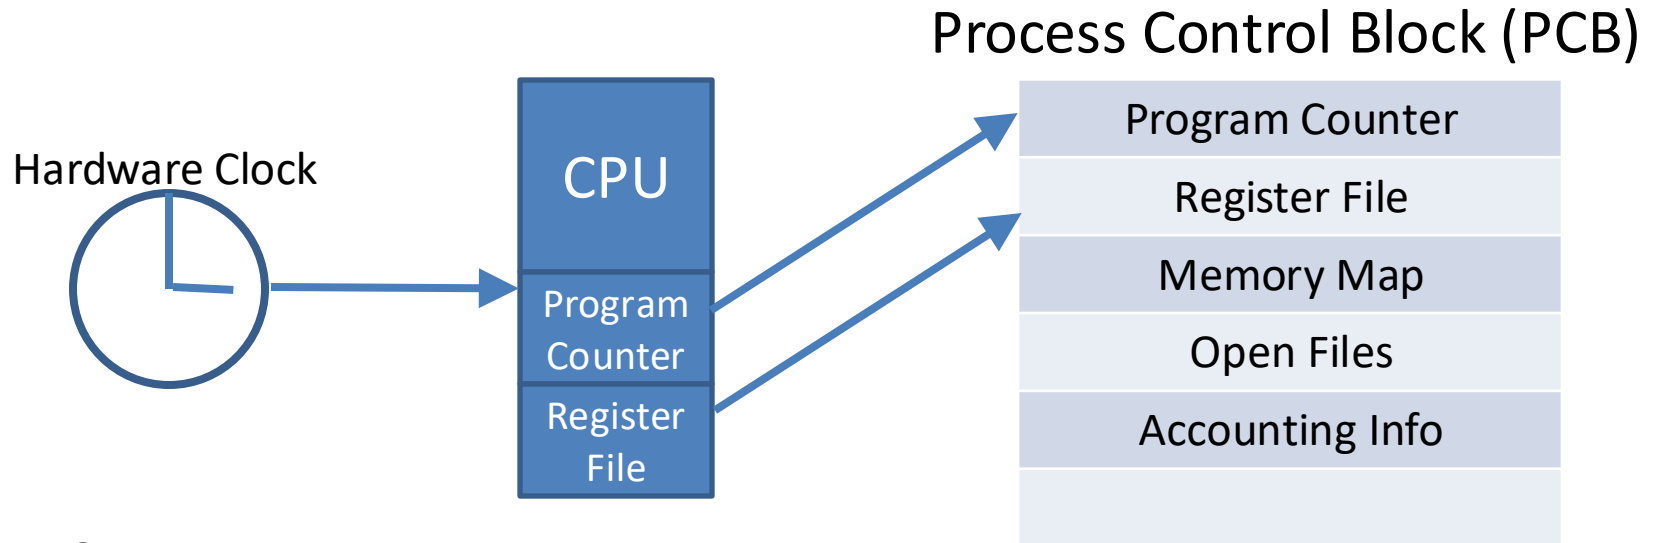 Process Control Block (PCB)
Hardware Clock
CPU
Program
Counter
Register
File
Program Counter
Register File
Memory Map
Open Files
Accounting Info